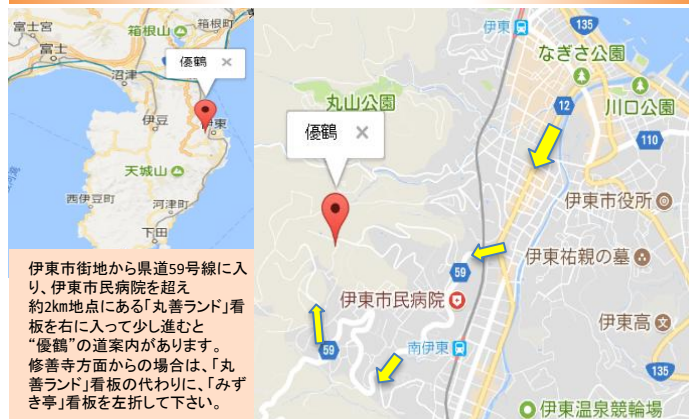 富士宮
箱根山
箱根町
富士
沼津
優鶴 ×
伊豆
伊東
天城山
西伊豆町
河津町
下田
伊東市街地から県道59号線に入
り、伊東市民病院を超え
約2km地点にある「丸善ランド」看
板を右に入って少し進むと
“優鶴”の道案内があります。
修善寺方面からの場合は、「丸
善ランド」看板の代わりに、「みず
き亭」看板を左折して下さい。
伊東
135
なぎさ公園
丸山公園
12
川口公園
優鶴 ×
110
伊東市役所
伊東祐親の墓
59
伊東市民病院
伊東高
59
南伊東
135
伊東温泉競輪場